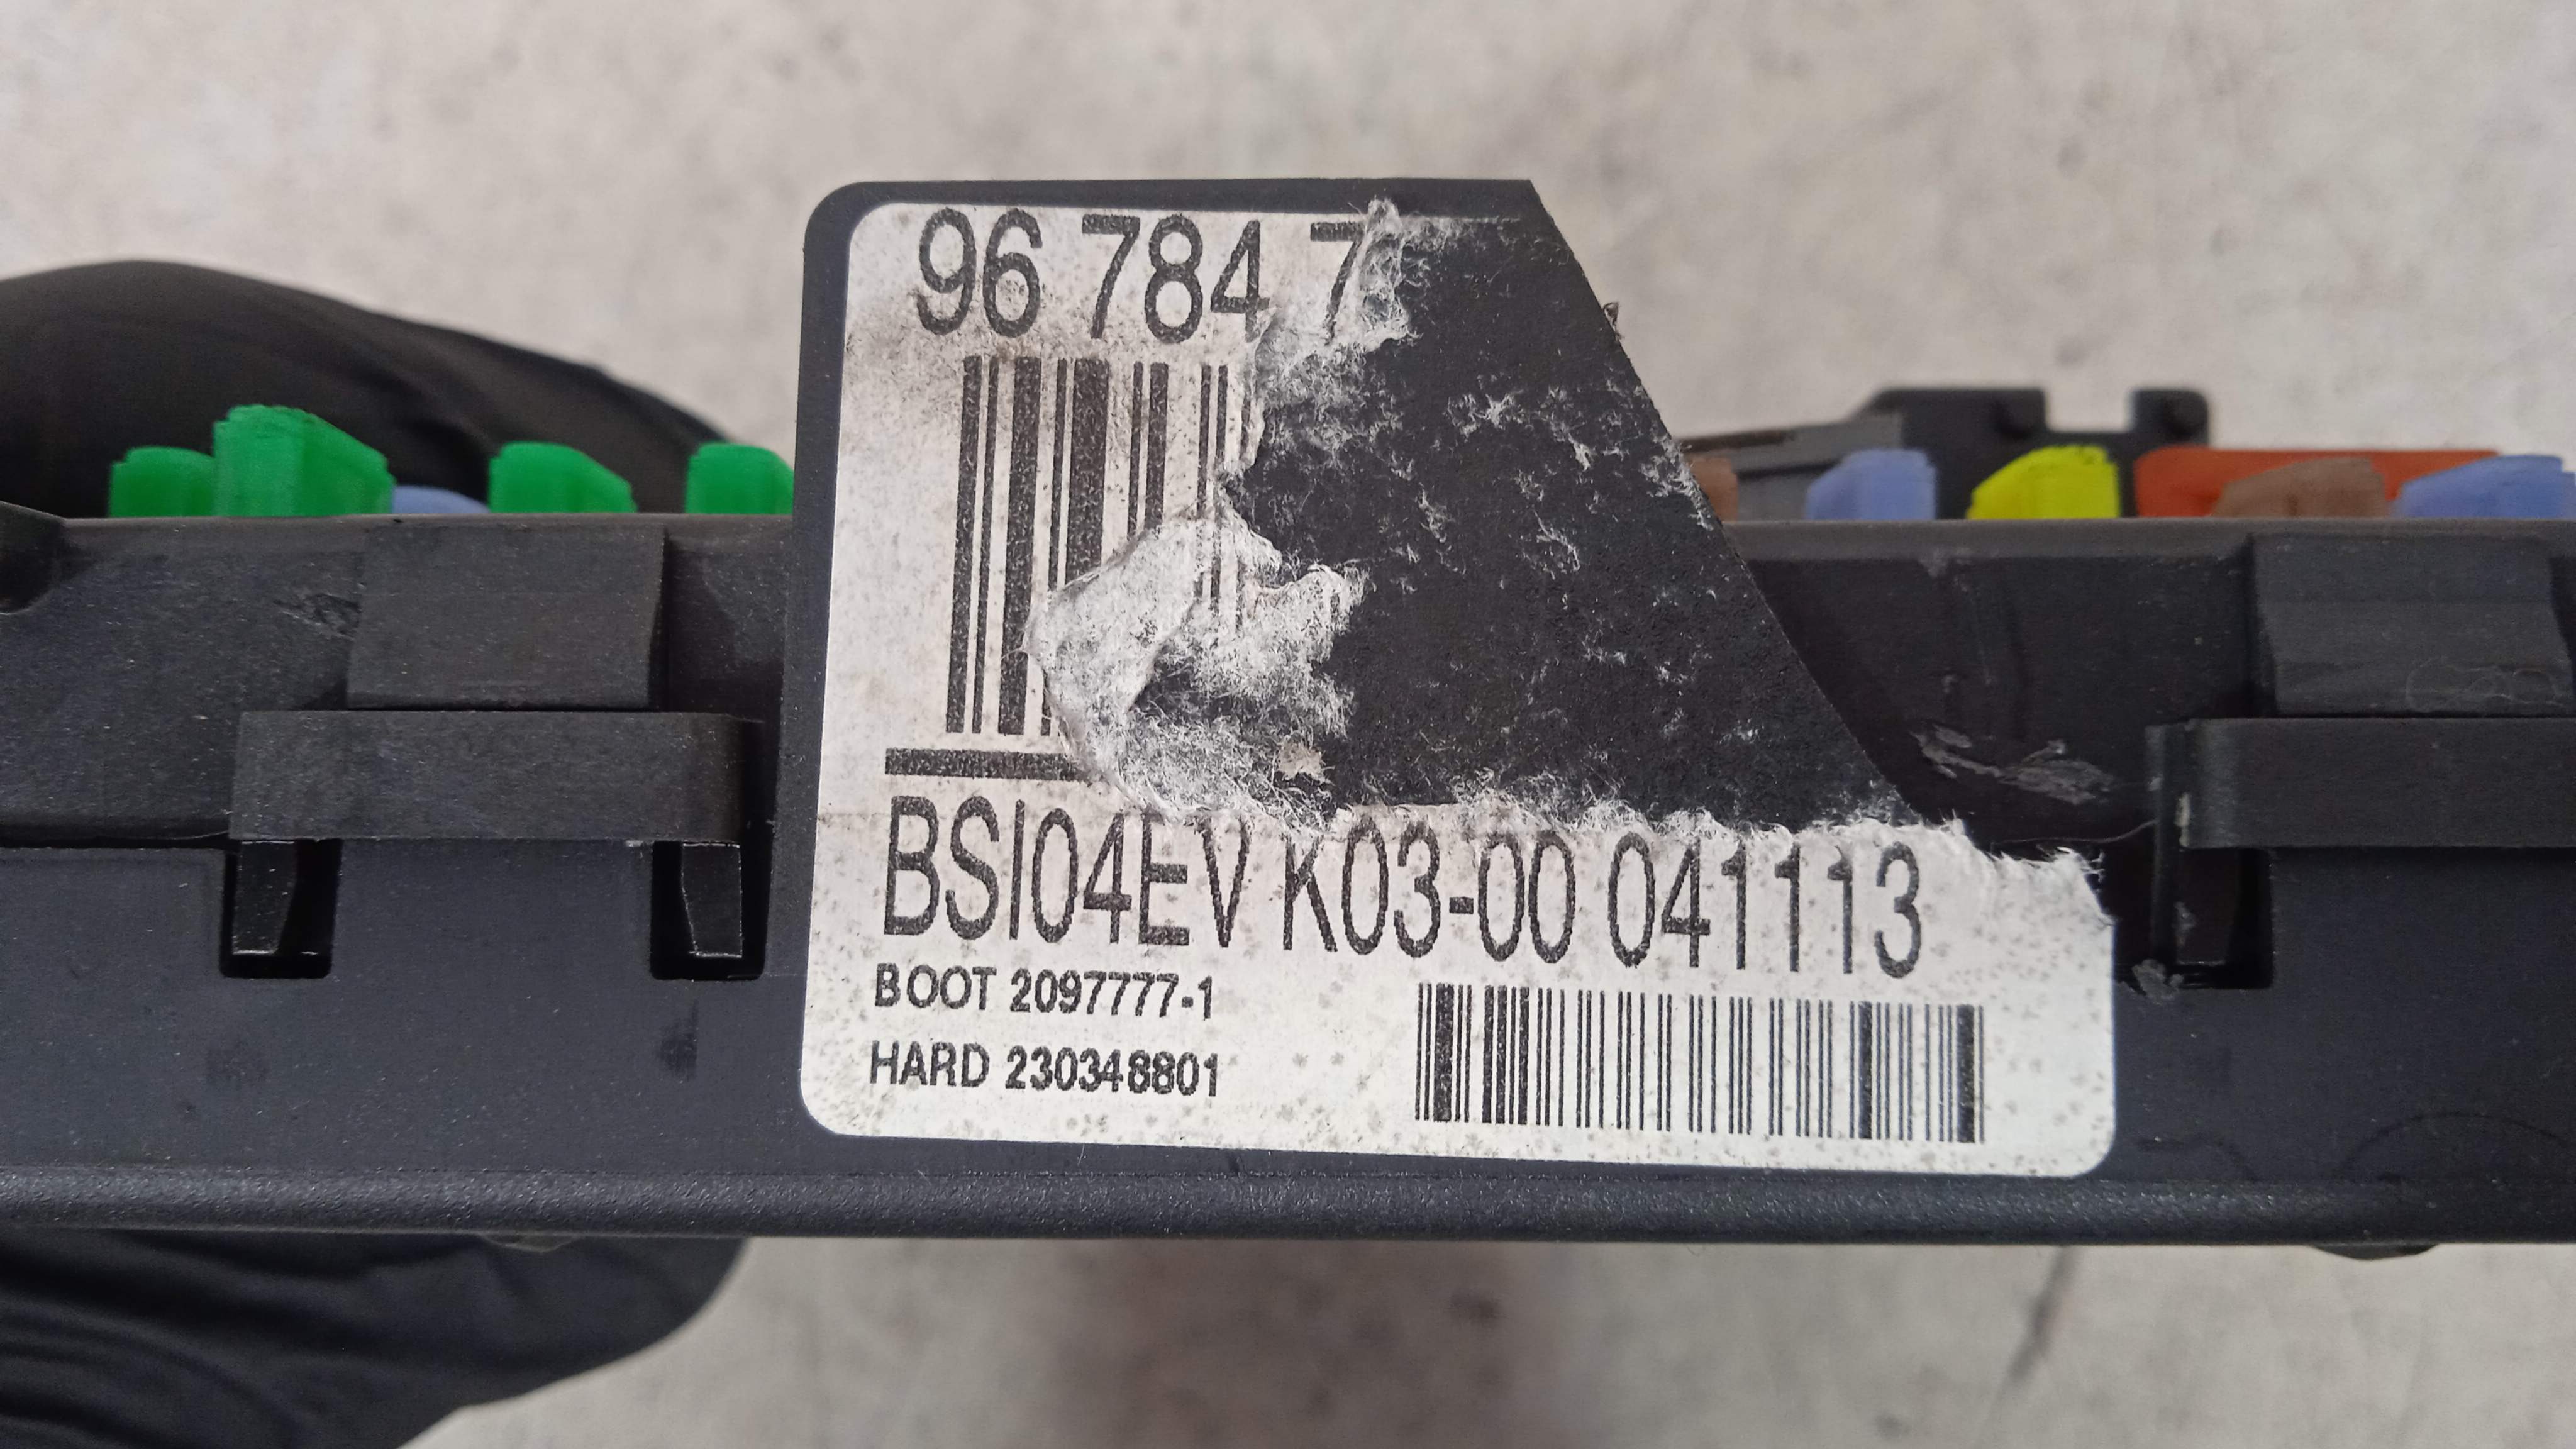 96 784 7
BSI04EV K03-00 041113
BOOT 2097777-1
HARD 230348801